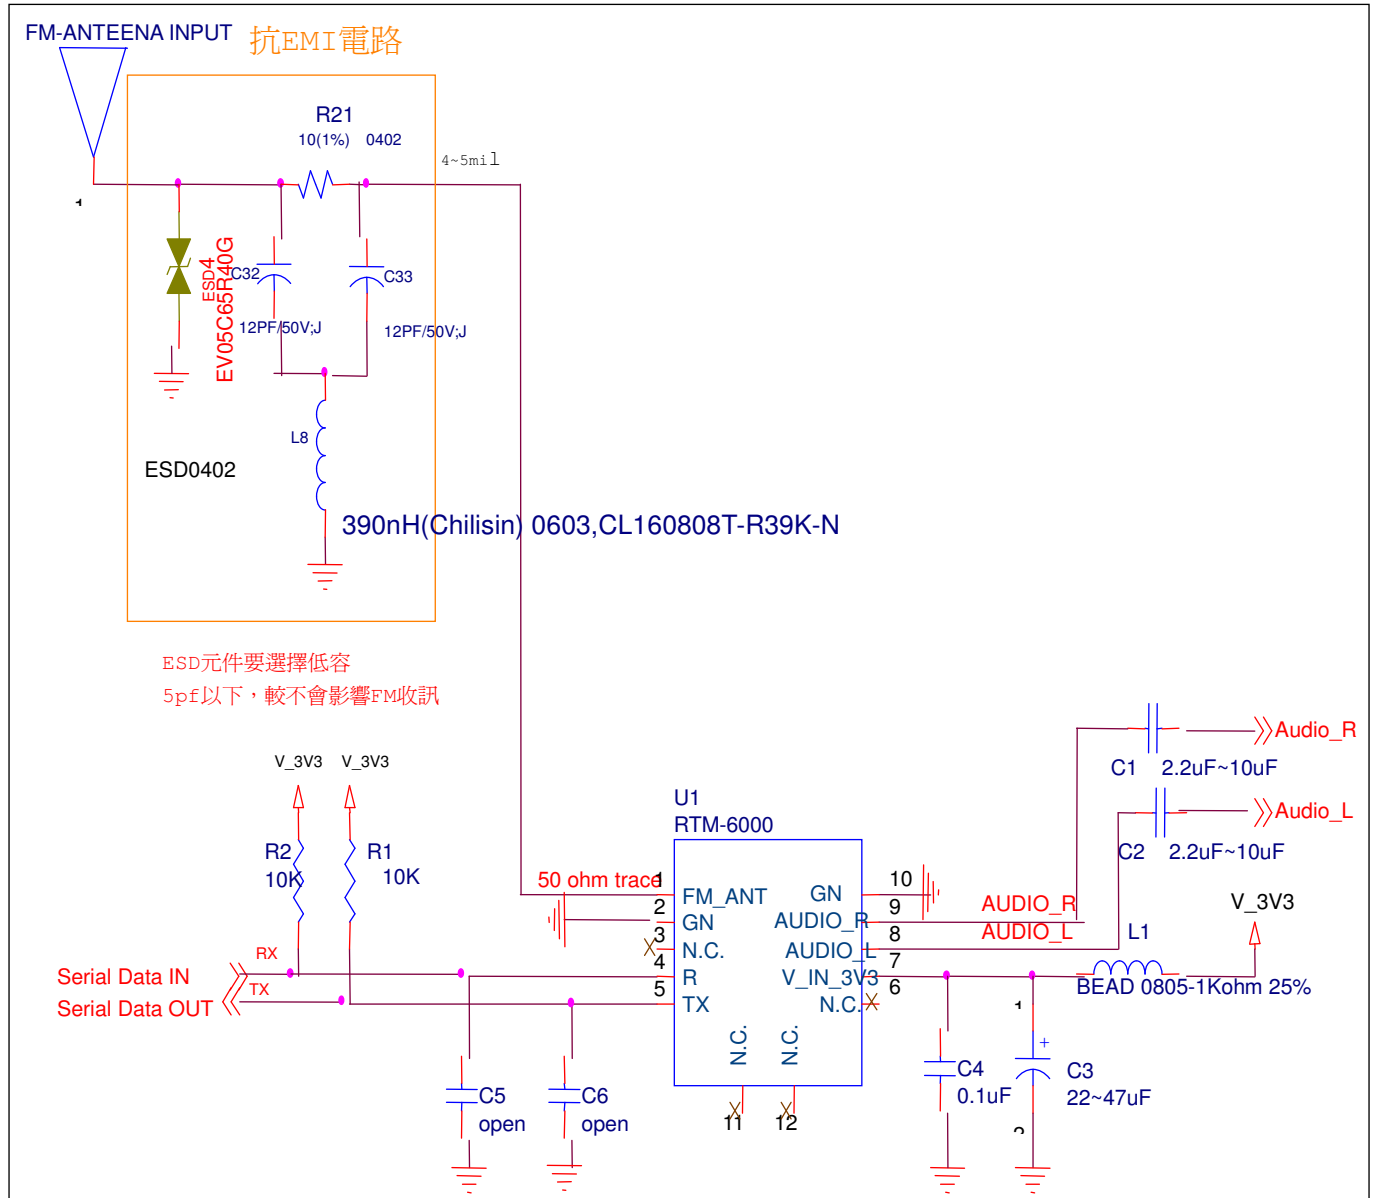 FM-ANTEENA INPUT
抗EMI電路
R21
10(1%) 0402
4~5mil
1
ESD4
EV05C65R40G
C32
C33
12PF/50V;J
12PF/50V;J
L8
ESD0402
390nH(Chilisin) 0603,CL160808T-R39K-N
ESD元件要選擇低容
5pf以下，較不會影響FM收訊
V_3V3 V_3V3
R2
10K
R1
10K
RX
TX
Serial Data IN
Serial Data OUT
C5
open
C6
open
U1
RTM-6000
50 ohm trace
1
2
3
4
5
FM_ANT
GN
N.C.
R
TX
GN
AUDIO_R
AUDIO_L
V_IN_3V3
N.C.
N.C.
N.C.
10
9
8
7
6
11
12
AUDIO_R
AUDIO_L
C1 2.2uF~10uF
Audio_R
C2 2.2uF~10uF
Audio_L
V_3V3
L1
BEAD 0805-1Kohm 25%
C4
0.1uF
1
+
C3
22~47uF
2